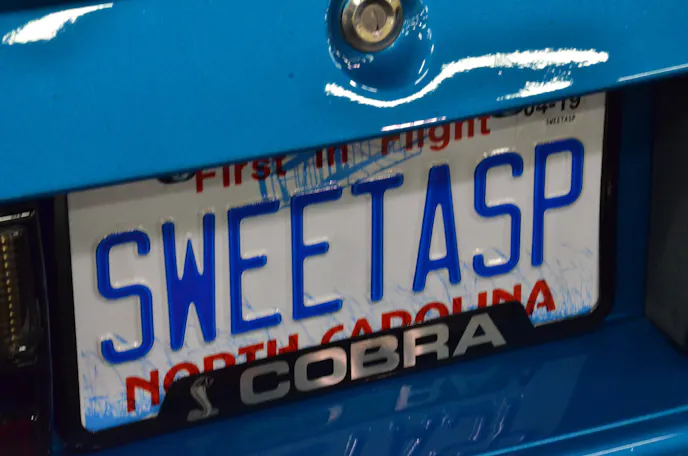 First in Flight
04-19
SWEETASP
SWEETASP
NORTH CAROLINA
COBRA